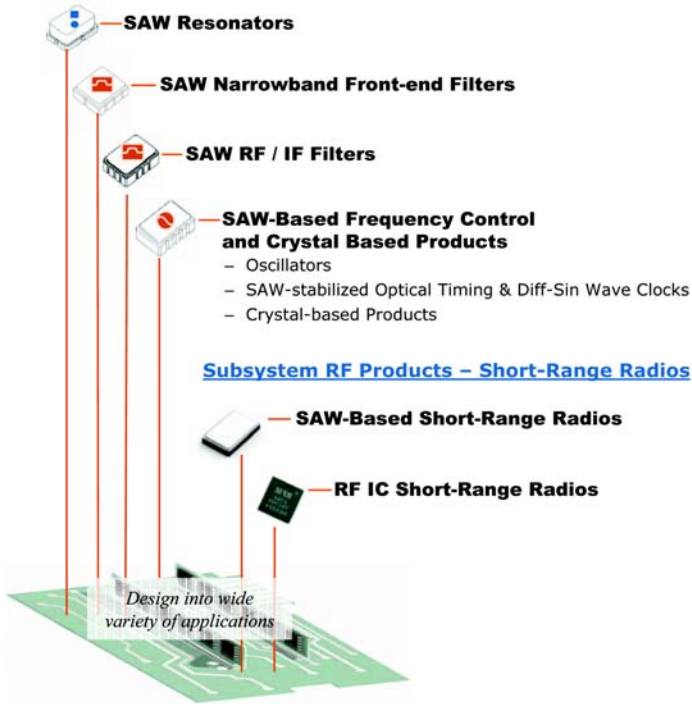 SAW Resonators
SAW Narrowband Front-end Filters
SAW RF / IF Filters
SAW-Based Frequency Control
and Crystal Based Products
– Oscillators
– SAW-stabilized Optical Timing & Diff-Sin Wave Clocks
– Crystal-based Products
Subsystem RF Products – Short-Range Radios
SAW-Based Short-Range Radios
RF IC Short-Range Radios
Design into wide
variety of applications